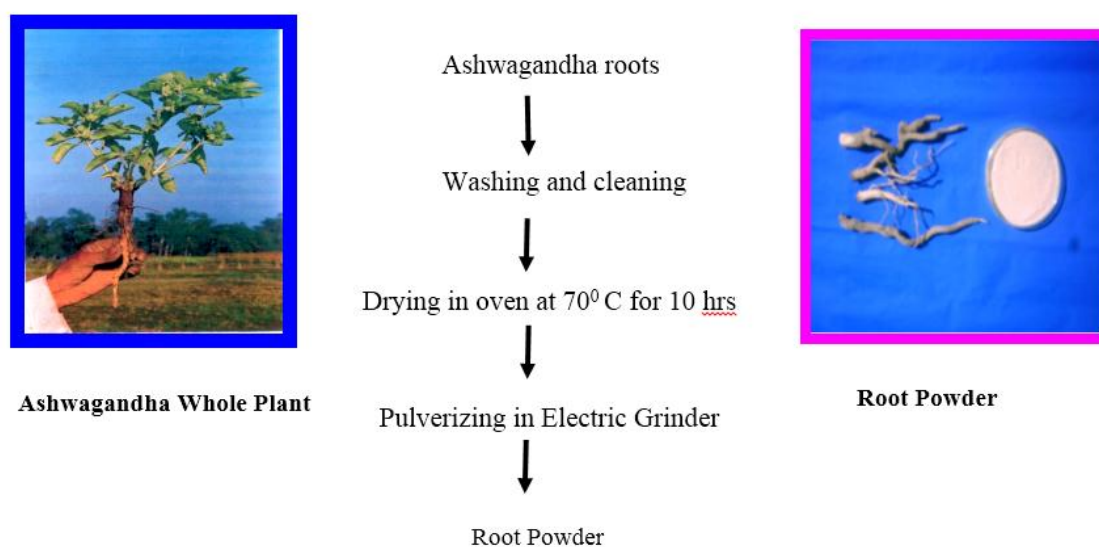 Ashwagandha roots
Washing and cleaning
Drying in oven at 70⁰ C for 10 hrs
Pulverizing in Electric Grinder
Root Powder
Ashwagandha Whole Plant
Root Powder